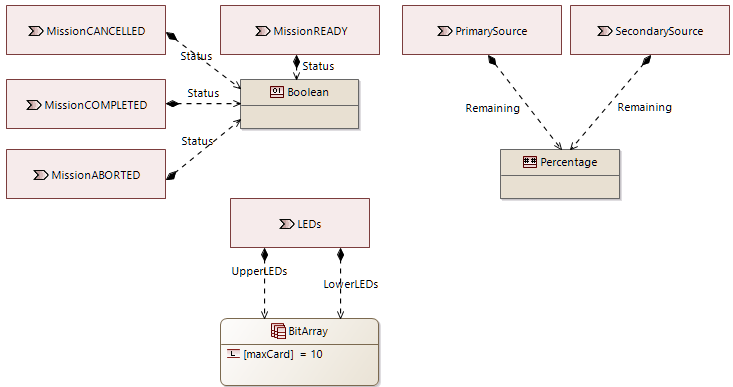 MissionCANCELLED
MissionREADY
PrimarySource
SecondarySource
Status
Status
Boolean
MissionCOMPLETED
Status
Remaining
Remaining
Status
MissionABORTED
Percentage
LEDs
UpperLEDs
LowerLEDs
BitArray
[maxCard] = 10